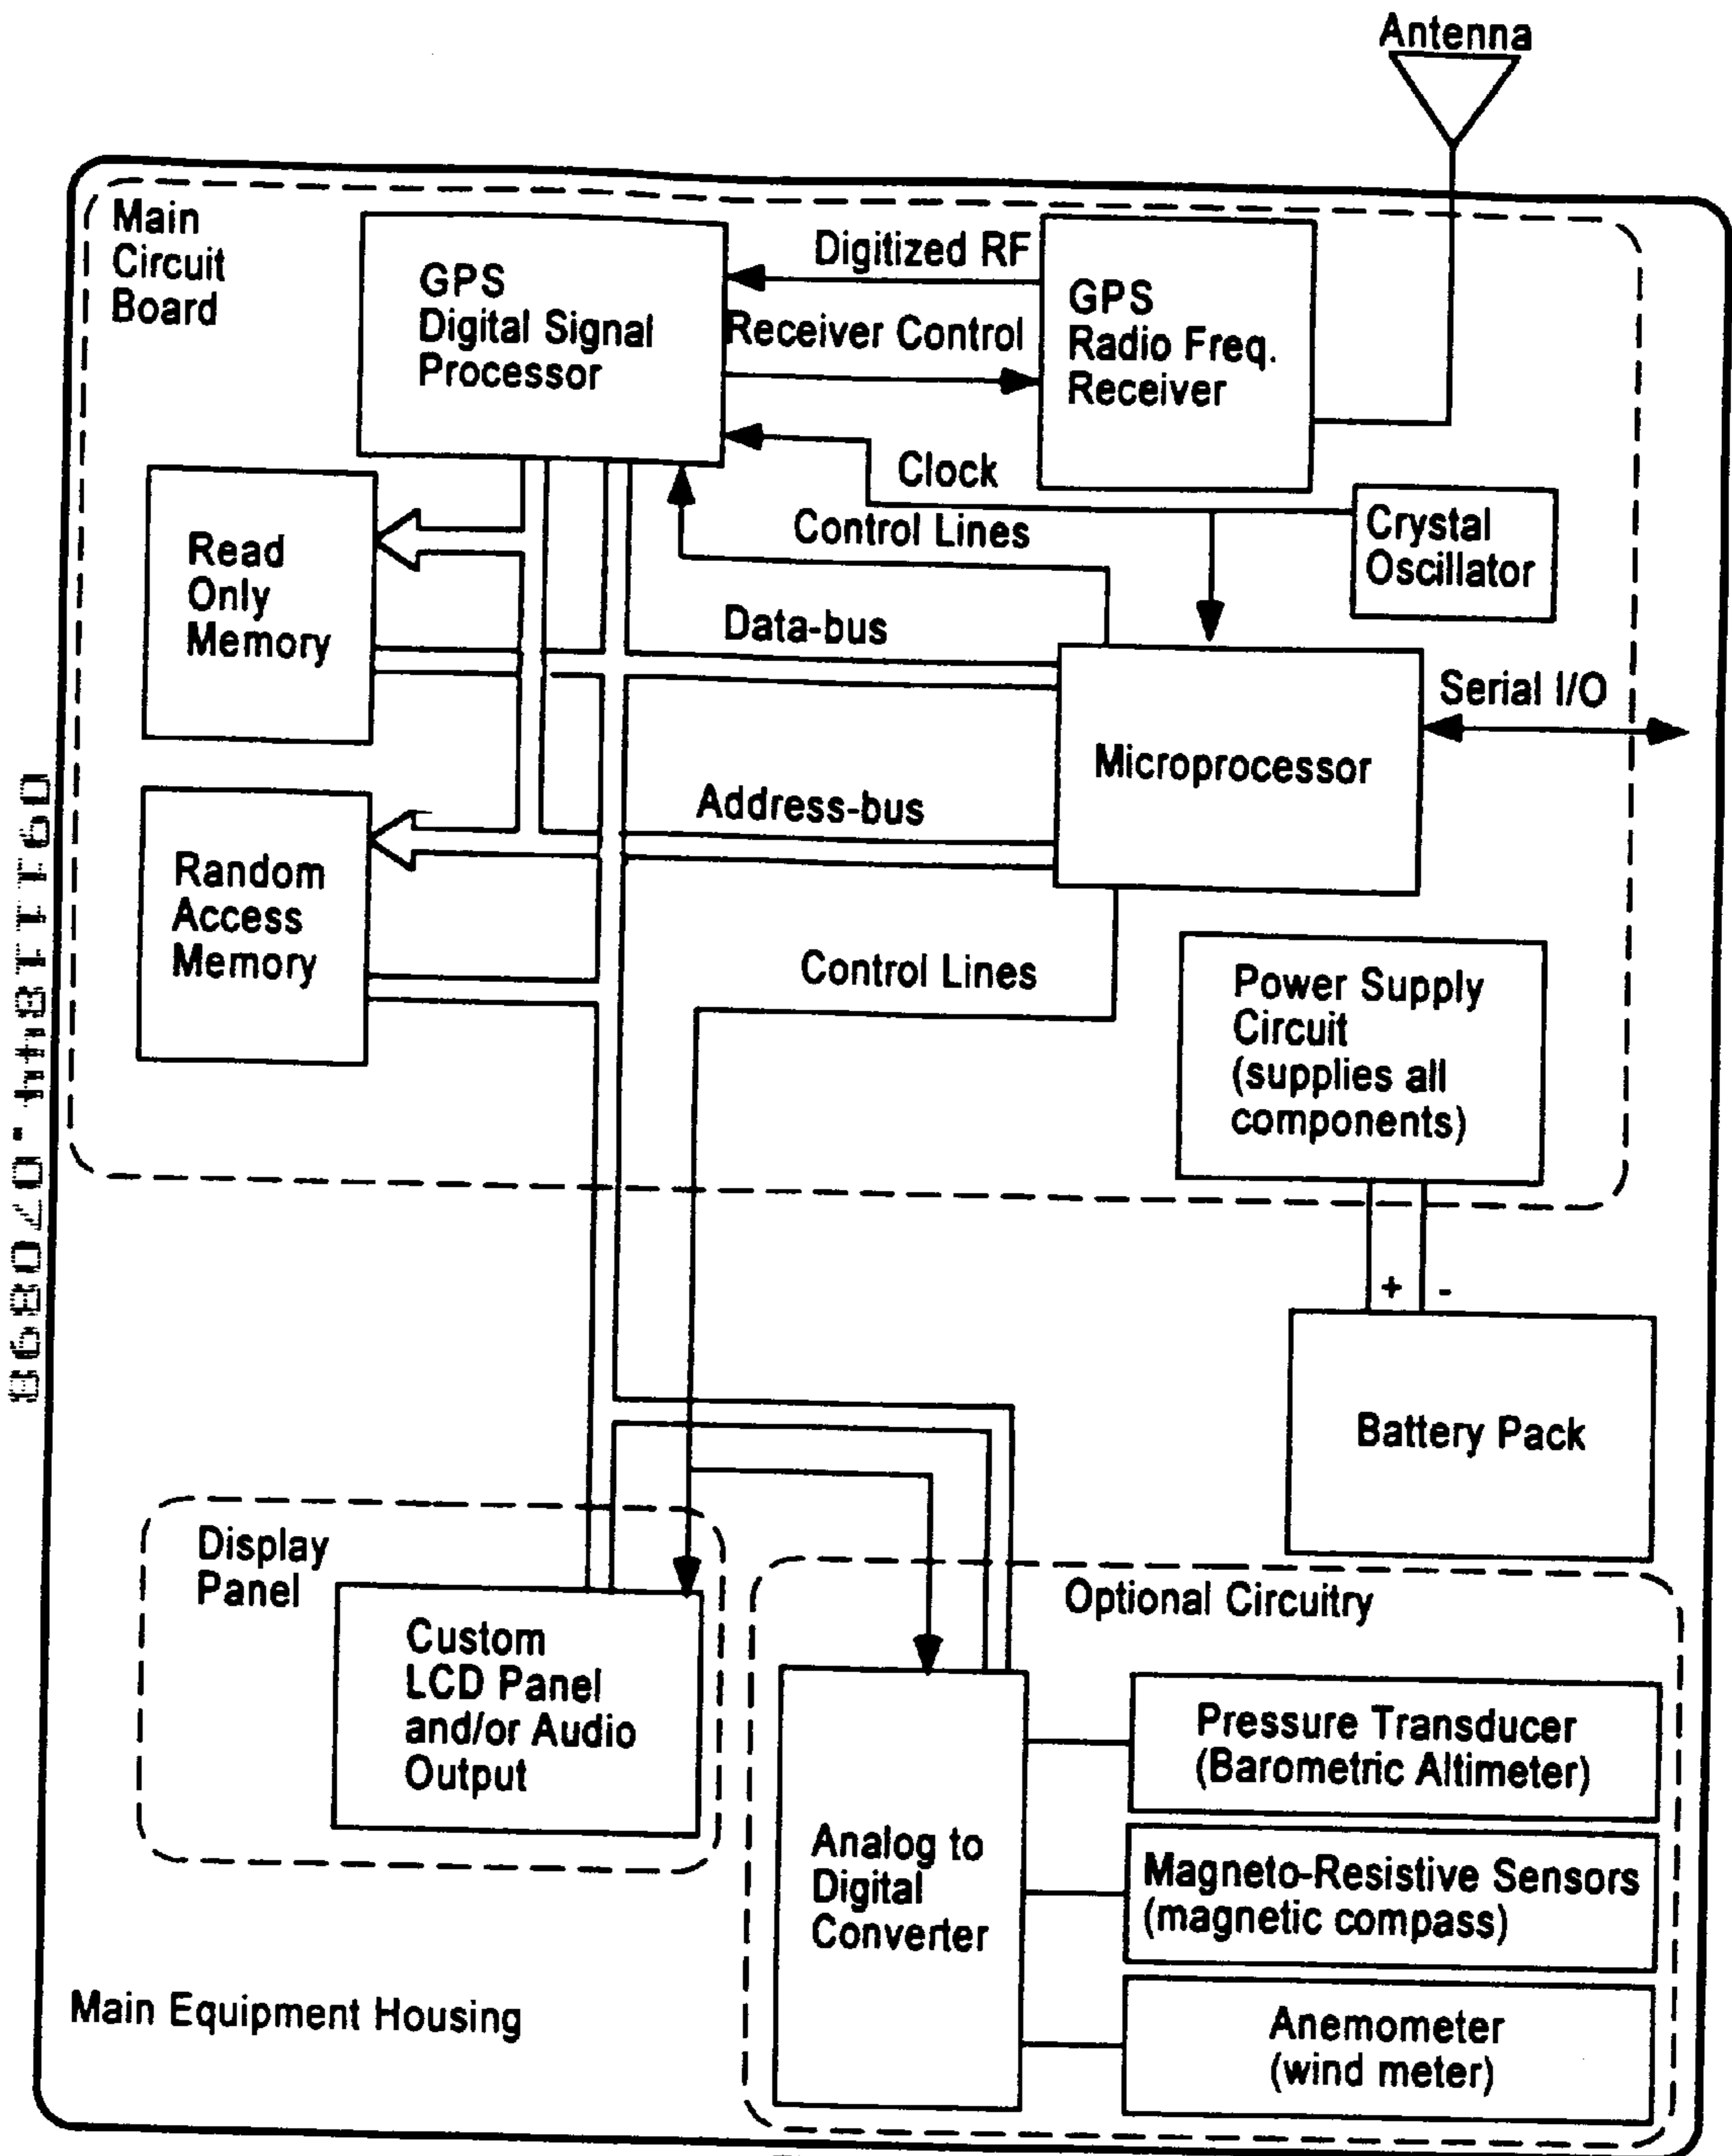 Antenna
Main
Circuit
Board
GPS
Digital Signal
Processor
Digitized RF
Receiver Control
GPS
Radio Freq.
Receiver
Clock
Control Lines
Crystal
Oscillator
Read
Only
Memory
Data-bus
Serial I/O
Microprocessor
Address-bus
Random
Access
Memory
Control Lines
Power Supply
Circuit
(supplies all
components)
+ -
Battery Pack
Display
Panel
Custom
LCD Panel
and/or Audio
Output
Optional Circuitry
Analog to
Digital
Converter
Pressure Transducer
(Barometric Altimeter)
Magneto-Resistive Sensors
(magnetic compass)
Anemometer
(wind meter)
Main Equipment Housing